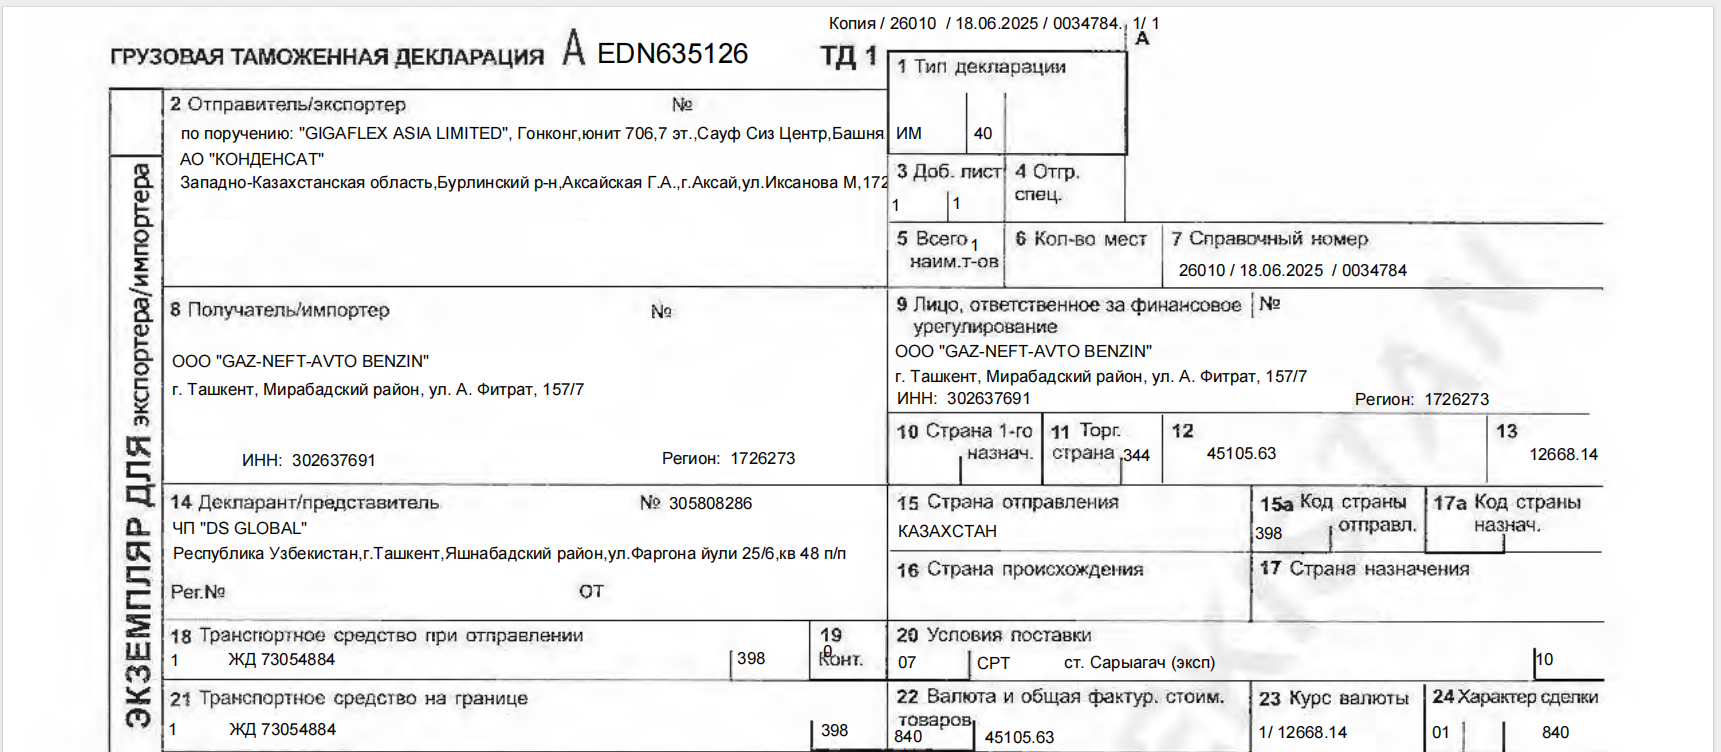 Копия / 26010 / 18.06.2025 / 0034784. 1/ 1
ГРУЗОВАЯ ТАМОЖЕННАЯ ДЕКЛАРАЦИЯ А EDN635126 ТД 1 А
1 Тип декларации
ИМ 40
2 Отправитель/экспортер №
по поручению: "GIGAFLEX ASIA LIMITED", Гонконг,юнит 706,7 эт.,Сауф Сиз Центр,Башня
АО "КОНДЕНСАТ"
Западно-Казахстанская область,Бурлинский р-н,Аксайская Г.А.,г.Аксай,ул.Иксанова М,172
3 Доб. лист
1 1
4 Отгр. спец.
5 Всего наим.т-ов
1
6 Кол-во мест
7 Справочный номер
26010 / 18.06.2025 / 0034784
ЭКЗЕМПЛЯР ДЛЯ экспортера/импортера
8 Получатель/импортер №
ООО "GAZ-NEFT-AVTO BENZIN"
г. Ташкент, Мирабадский район, ул. А. Фитрат, 157/7
ИНН: 302637691 Регион: 1726273
9 Лицо, ответственное за финансовое №
урегулирование
ООО "GAZ-NEFT-AVTO BENZIN"
г. Ташкент, Мирабадский район, ул. А. Фитрат, 157/7
ИНН: 302637691 Регион: 1726273
10 Страна 1-го
назнач.
11 Торг.
страна 344
12
45105.63
13
12668.14
14 Декларант/представитель № 305808286
ЧП "DS GLOBAL"
Республика Узбекистан,г.Ташкент,Яшнабадский район,ул.Фаргона йули 25/6,кв 48 п/п
Рег.№ ОТ
15 Страна отправления
КАЗАХСТАН
15а Код страны
отправл.
398
17а Код страны
назнач.
16 Страна происхождения
17 Страна назначения
18 Транспортное средство при отправлении
1 ЖД 73054884 398
19
Конт.
0
20 Условия поставки
07 CPT ст. Сарыагач (эксп) 10
21 Транспортное средство на границе
1 ЖД 73054884 398
22 Валюта и общая фактур. стоим.
товаров
840 45105.63
23 Курс валюты
1/ 12668.14
24 Характер сделки
01 840